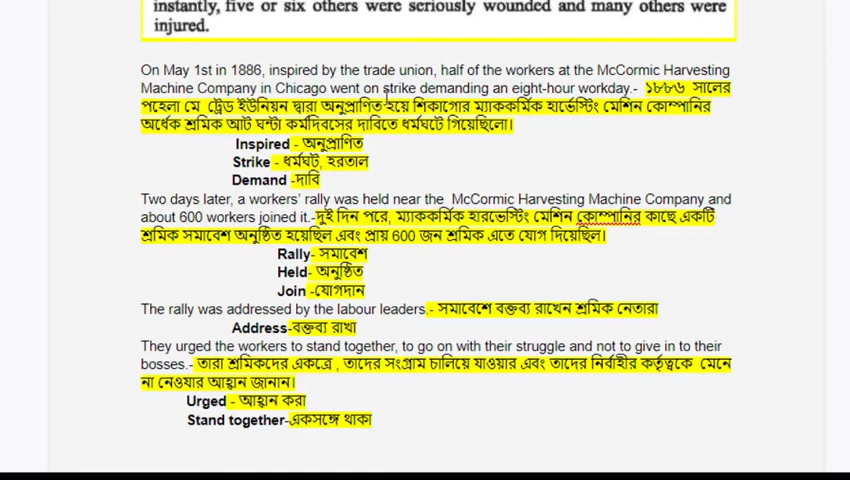 instantly, five or six others were seriously wounded and many others were
injured.
On May 1st in 1886, inspired by the trade union, half of the workers at the McCormic Harvesting
Machine Company in Chicago went on strike demanding an eight-hour workday.- ১৮৮৬ সালের
পহেলা মে ট্রেড ইউনিয়ন দ্বারা অনুপ্রাণিত হয়ে শিকাগোর ম্যাককর্মিক হার্ভেস্টিং মেশিন কোম্পানির
অর্ধেক শ্রমিক আট ঘন্টা কর্মদিবসের দাবিতে ধর্মঘটে গিয়েছিলো।
Inspired - অনুপ্রাণিত
Strike - ধর্মঘট, হরতাল
Demand -দাবি
Two days later, a workers' rally was held near the McCormic Harvesting Machine Company and
about 600 workers joined it.-দুই দিন পরে, ম্যাককর্মিক হারভেস্টিং মেশিন কোম্পানির কাছে একটি
শ্রমিক সমাবেশ অনুষ্ঠিত হয়েছিল এবং প্রায় 600 জন শ্রমিক এতে যোগ দিয়েছিল।
Rally- সমাবেশ
Held- অনুষ্ঠিত
Join -যোগদান
The rally was addressed by the labour leaders.- সমাবেশে বক্তব্য রাখেন শ্রমিক নেতারা
Address-বক্তব্য রাখা
They urged the workers to stand together, to go on with their struggle and not to give in to their
bosses.- তারা শ্রমিকদের একত্রে , তাদের সংগ্রাম চালিয়ে যাওয়ার এবং তাদের নির্বাহীর কর্তৃত্বকে মেনে
না নেওযার আহ্বান জানান।
Urged - আহ্বান করা
Stand together-একসঙ্গে থাকা